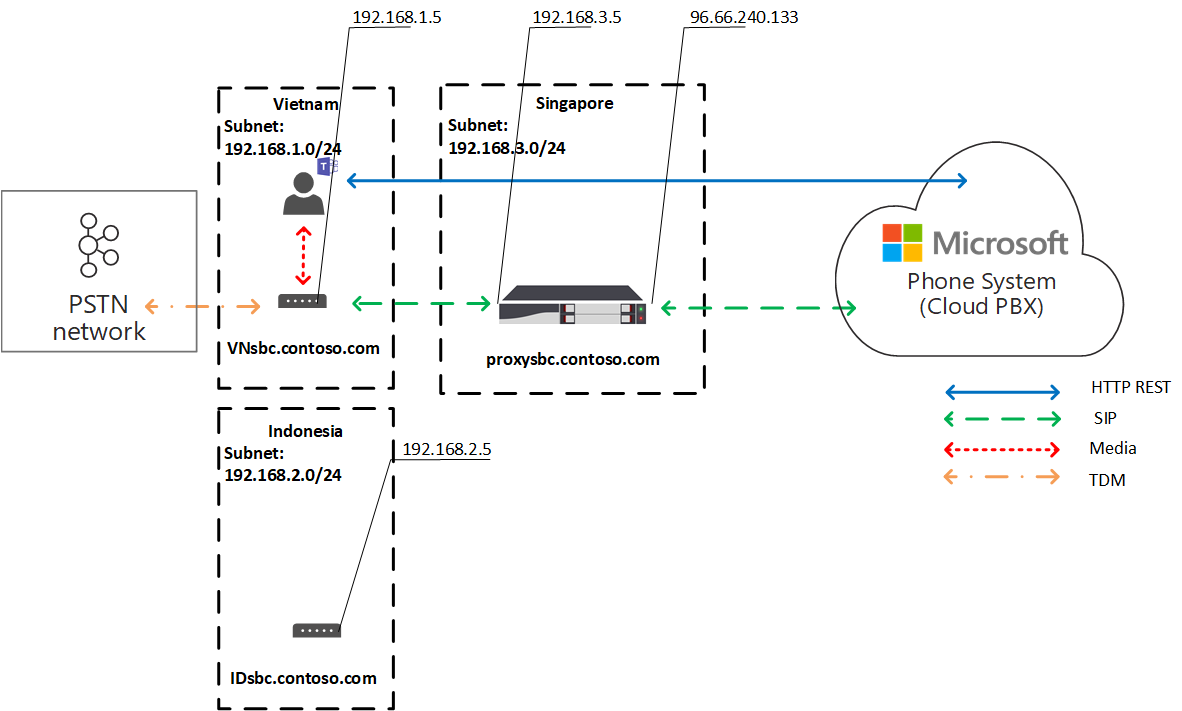 192.168.1.5
192.168.3.5
96.66.240.133
Vietnam
Subnet:
192.168.1.0/24
T
Singapore
Subnet:
192.168.3.0/24
Microsoft
Phone System
(Cloud PBX)
PSTN
network
VNsbc.contoso.com
proxysbc.contoso.com
HTTP REST
SIP
Media
TDM
Indonesia
Subnet:
192.168.2.0/24
192.168.2.5
IDsbc.contoso.com